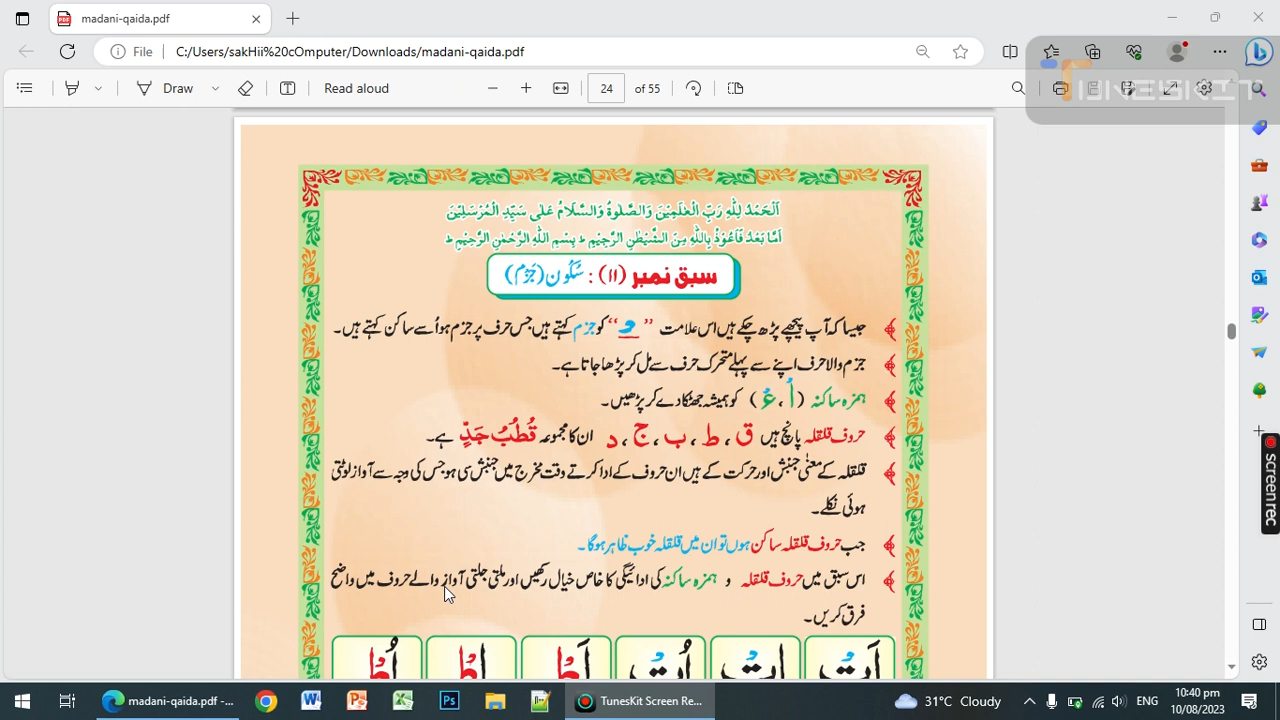 madani-qaida.pdf
File
C:/Users/sakHii%20cOmputer/Downloads/madani-qaida.pdf
Draw
Read aloud
24
of 55
TUNESKIT
اَلْحَمْدُ لِلّٰهِ رَبِّ الْعٰلَمِيْنَ وَالصَّلٰوةُ وَالسَّلَامُ عَلٰى سَيِّدِ الْمُرْسَلِيْنَ
اَمَّا بَعْدُ فَاَعُوْذُ بِاللّٰهِ مِنَ الشَّيْطٰنِ الرَّجِيْمِ ط بِسْمِ اللّٰهِ الرَّحْمٰنِ الرَّحِيْمِ ط
سبق نمبر (۱۱) : سُکُون (جَزْم)
جیسا کہ آپ پیچھے پڑھ چکے ہیں اس علامت " ـْ " کو جزم کہتے ہیں جس حرف پر جزم ہو اُسے ساکن کہتے ہیں۔
جزم والا حرف اپنے سے پہلے متحرک حرف سے مل کر پڑھا جاتا ہے۔
ہمزہ ساکنہ (أْ ، ءْ) کو ہمیشہ جھٹکا دے کر پڑھیں۔
حروف قلقلہ پانچ ہیں ق ، ط ، ب ، ج ، د ان کا مجموعہ قُطْبُ جَدٍّ ہے۔
قلقلہ کے معنٰی جنبش اور حرکت کے ہیں ان حروف کے ادا کرتے وقت مخرج میں جنبش سی ہو جس کی وجہ سے آواز لوٹتی
ہوئی نکلے۔
جب حروف قلقلہ ساکن ہوں تو ان میں قلقلہ خوب ظاہر ہوگا۔
اس سبق میں حروف قلقلہ و ہمزہ ساکنہ کی ادائیگی کا خاص خیال رکھیں اور ملتی جلتی آواز والے حروف میں واضح
فرق کریں۔
اَتْ اِتْ اُتْ اَطْ اِطْ اُطْ
screen rec
madani-qaida.pdf -...
TunesKit Screen Re...
31°C Cloudy
ENG
10:40 pm
10/08/2023